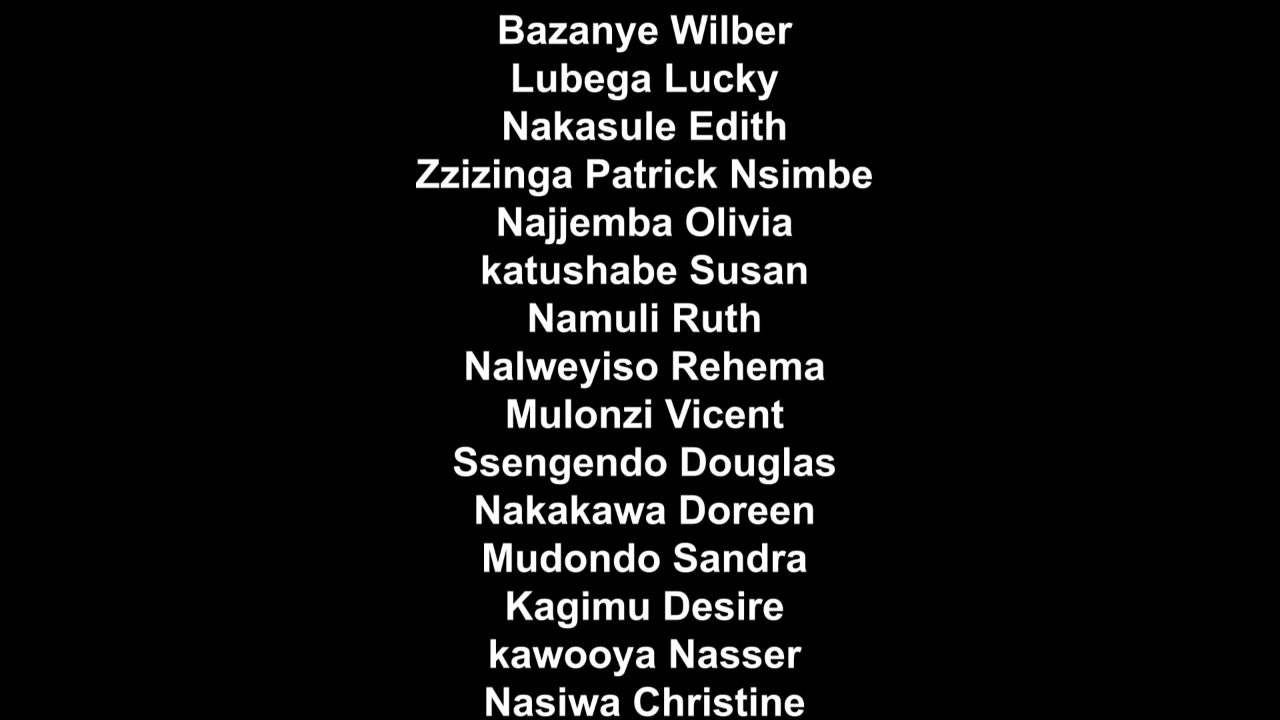 Bazanye Wilber
Lubega Lucky
Nakasule Edith
Zzizinga Patrick Nsimbe
Najjemba Olivia
katushabe Susan
Namuli Ruth
Nalweyiso Rehema
Mulonzi Vicent
Ssengendo Douglas
Nakakawa Doreen
Mudondo Sandra
Kagimu Desire
kawooya Nasser
Nasiwa Christine